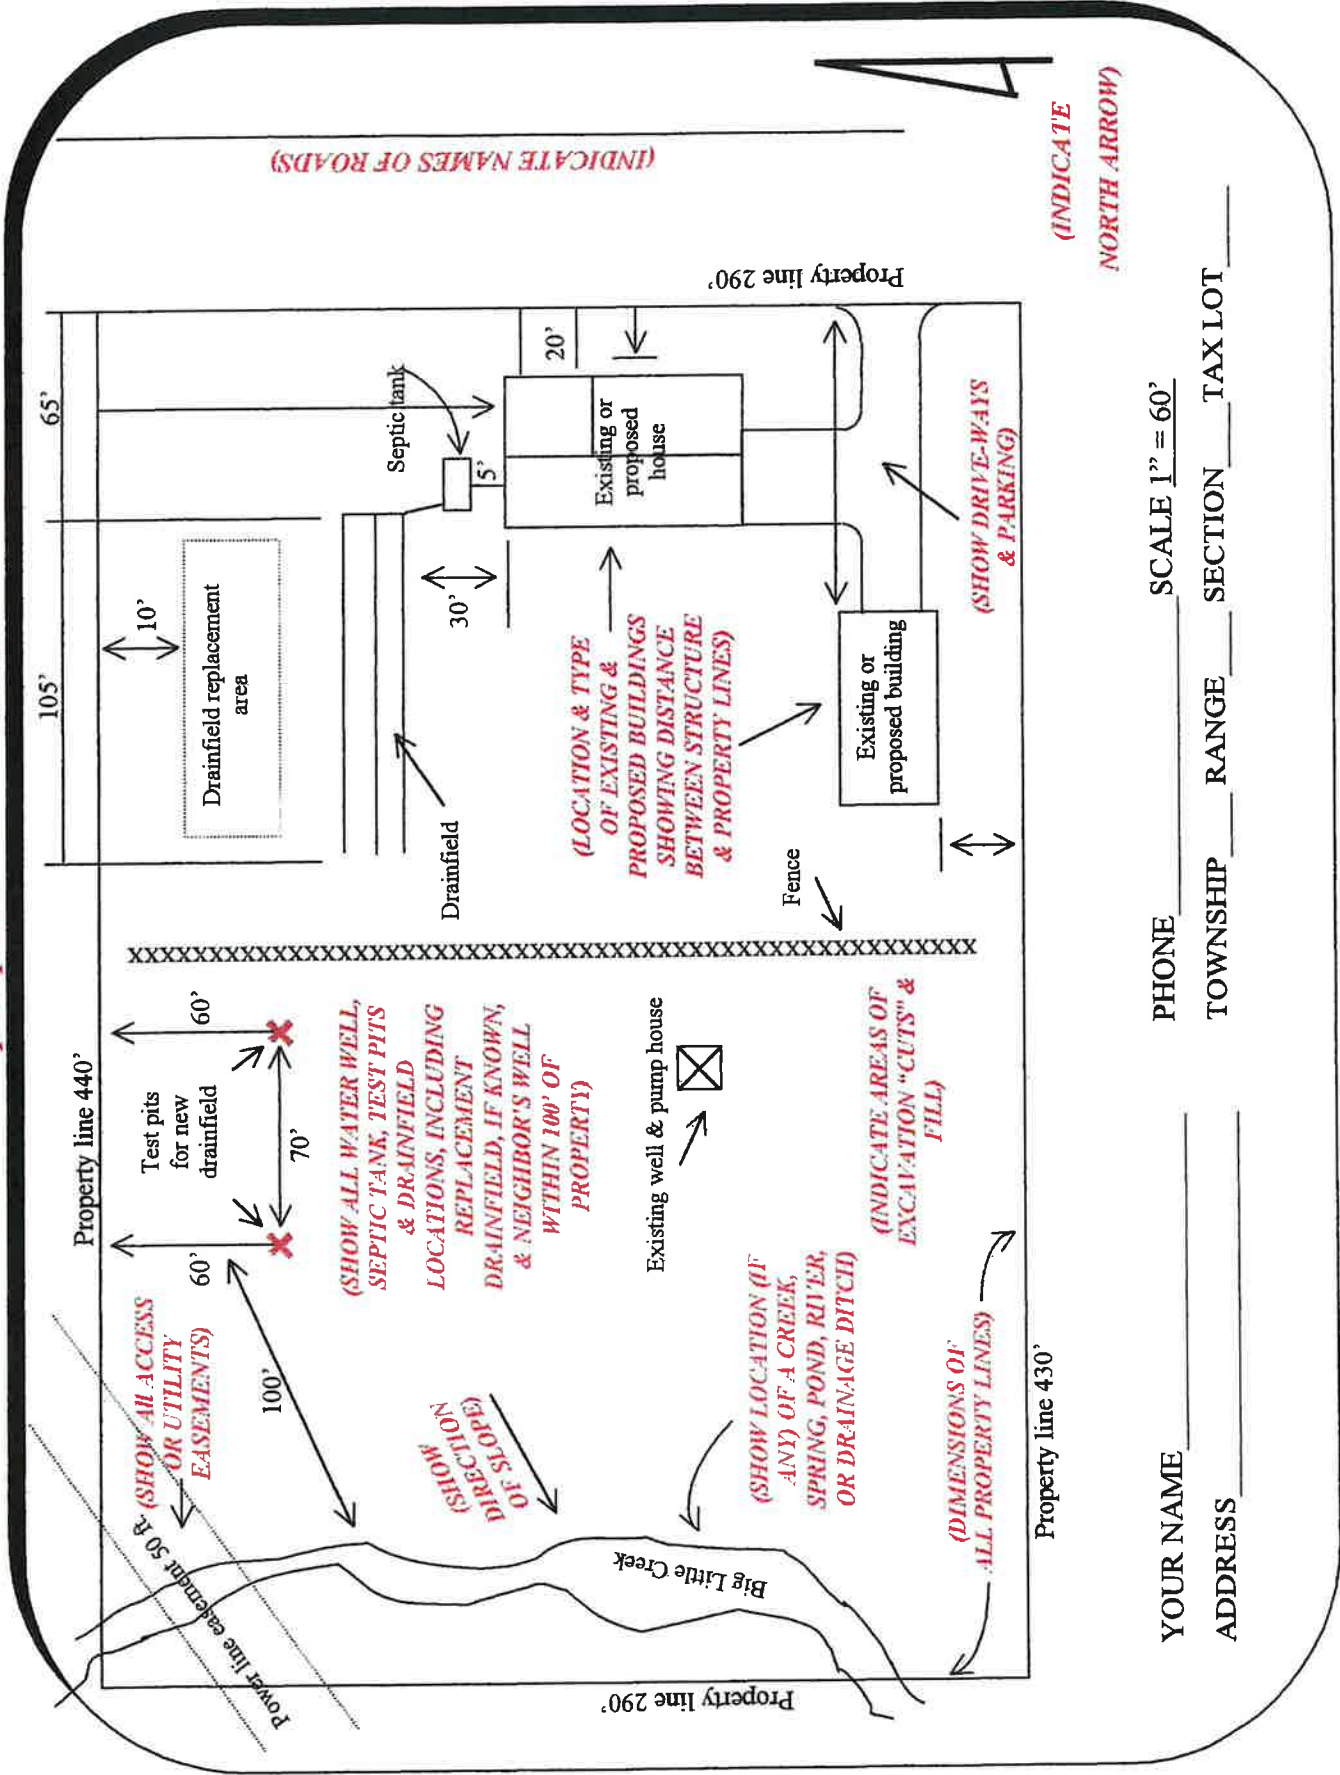 Property line 440'
105'
65'
(SHOW All ACCESS
OR UTILITY
EASEMENTS)
Power line easement 50 ft.
60'
Test pits
for new
drainfield
60'
70'
100'
10'
Drainfield replacement
area
Septic tank
5'
20'
30'
Drainfield
Existing or
proposed
house
(SHOW
DIRECTION
OF SLOPE)
(SHOW ALL WATER WELL,
SEPTIC TANK, TEST PITS
& DRAINFIELD
LOCATIONS, INCLUDING
REPLACEMENT
DRAINFIELD, IF KNOWN,
& NEIGHBOR'S WELL
WITHIN 100' OF
PROPERTY)
(LOCATION & TYPE
OF EXISTING &
PROPOSED BUILDINGS
SHOWING DISTANCE
BETWEEN STRUCTURE
& PROPERTY LINES)
Existing well & pump house
Fence
XXXXXXXXXXXXXXXXXXXXXXXXXXXXXXXXXXXXXXXXXXXXXXXXXXXXXXXX
Big Little Creek
(SHOW LOCATION (IF
ANY) OF A CREEK,
SPRING, POND, RIVER,
OR DRAINAGE DITCH)
(INDICATE AREAS OF
EXCAVATION "CUTS" &
FILL)
Existing or
proposed building
(SHOW DRIVE-WAYS
& PARKING)
(DIMENSIONS OF
ALL PROPERTY LINES)
Property line 290'
Property line 290'
Property line 430'
(INDICATE NAMES OF ROADS)
(INDICATE
NORTH ARROW)
YOUR NAME
PHONE
SCALE 1" = 60'
ADDRESS
TOWNSHIP
RANGE
SECTION
TAX LOT